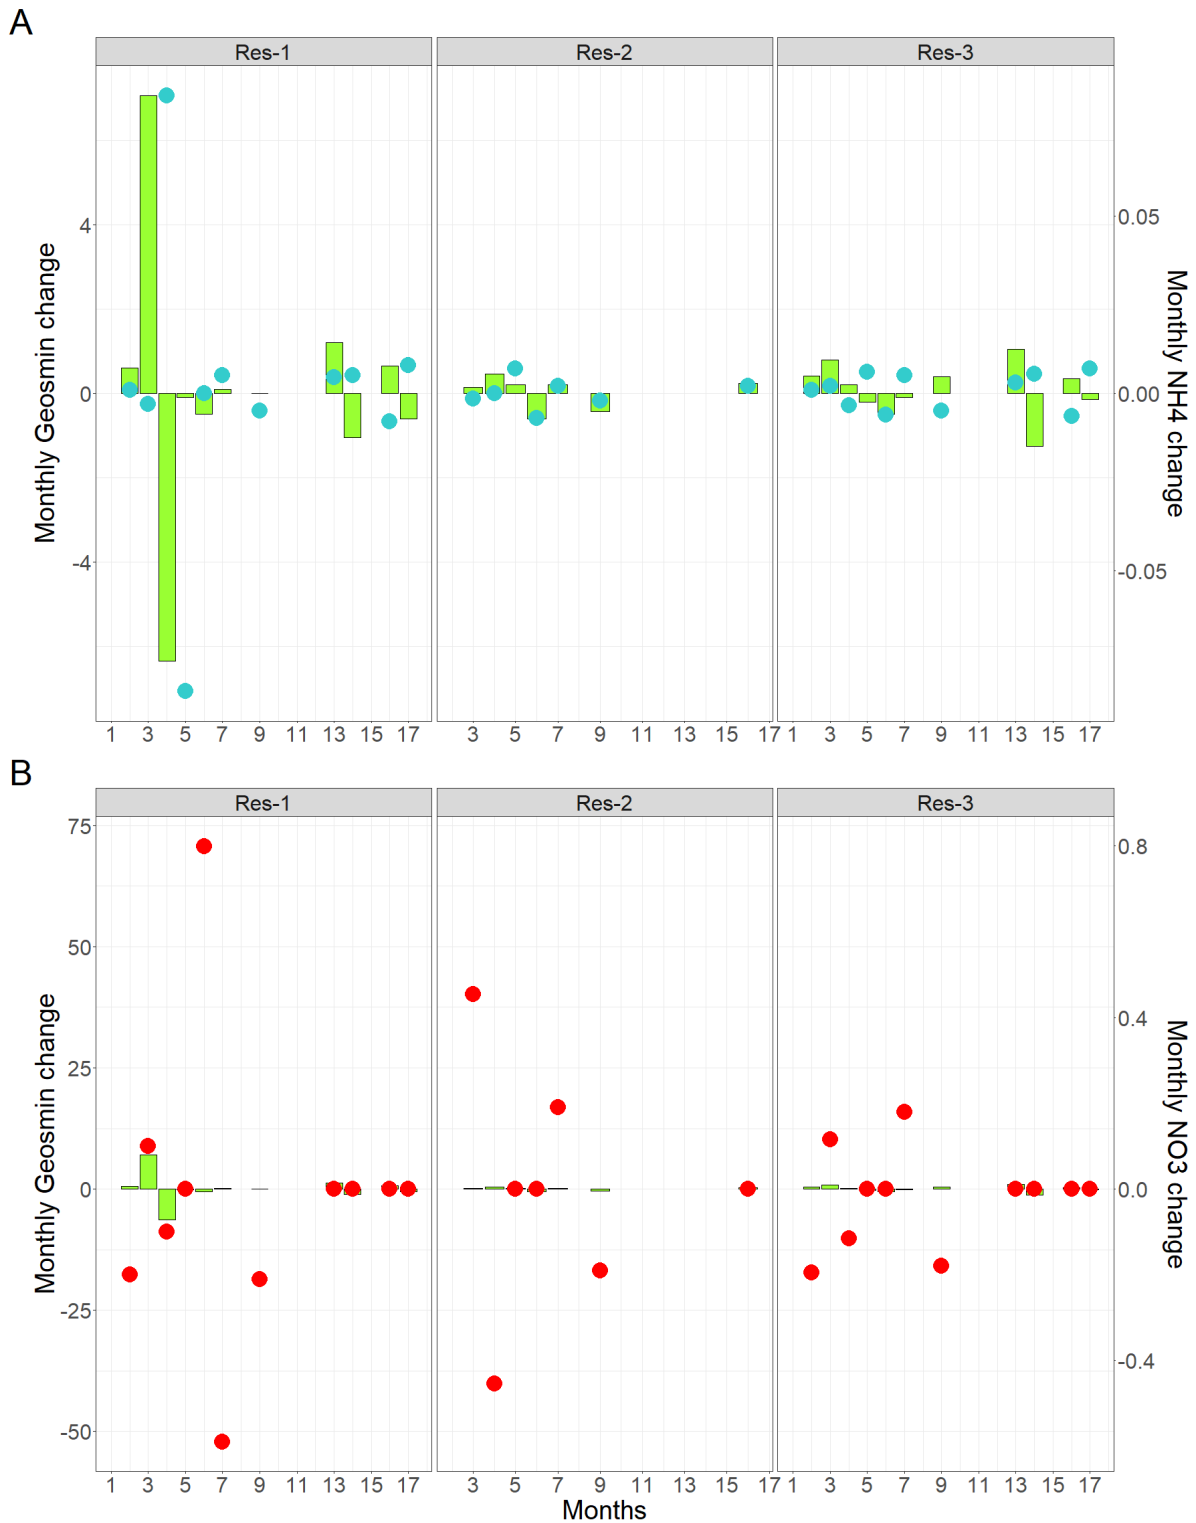 A
Res-1 Res-2 Res-3
Monthly Geosmin change
4
0
-4
0.05
0.00
-0.05
Monthly NH4 change
1 3 5 7 9 11 13 15 17 3 5 7 9 11 13 15 17 1 3 5 7 9 11 13 15 17
B
Res-1 Res-2 Res-3
Monthly Geosmin change
75
50
25
0
-25
-50
0.8
0.4
0.0
-0.4
Monthly NO3 change
1 3 5 7 9 11 13 15 17 3 5 7 9 11 13 15 17 1 3 5 7 9 11 13 15 17
Months